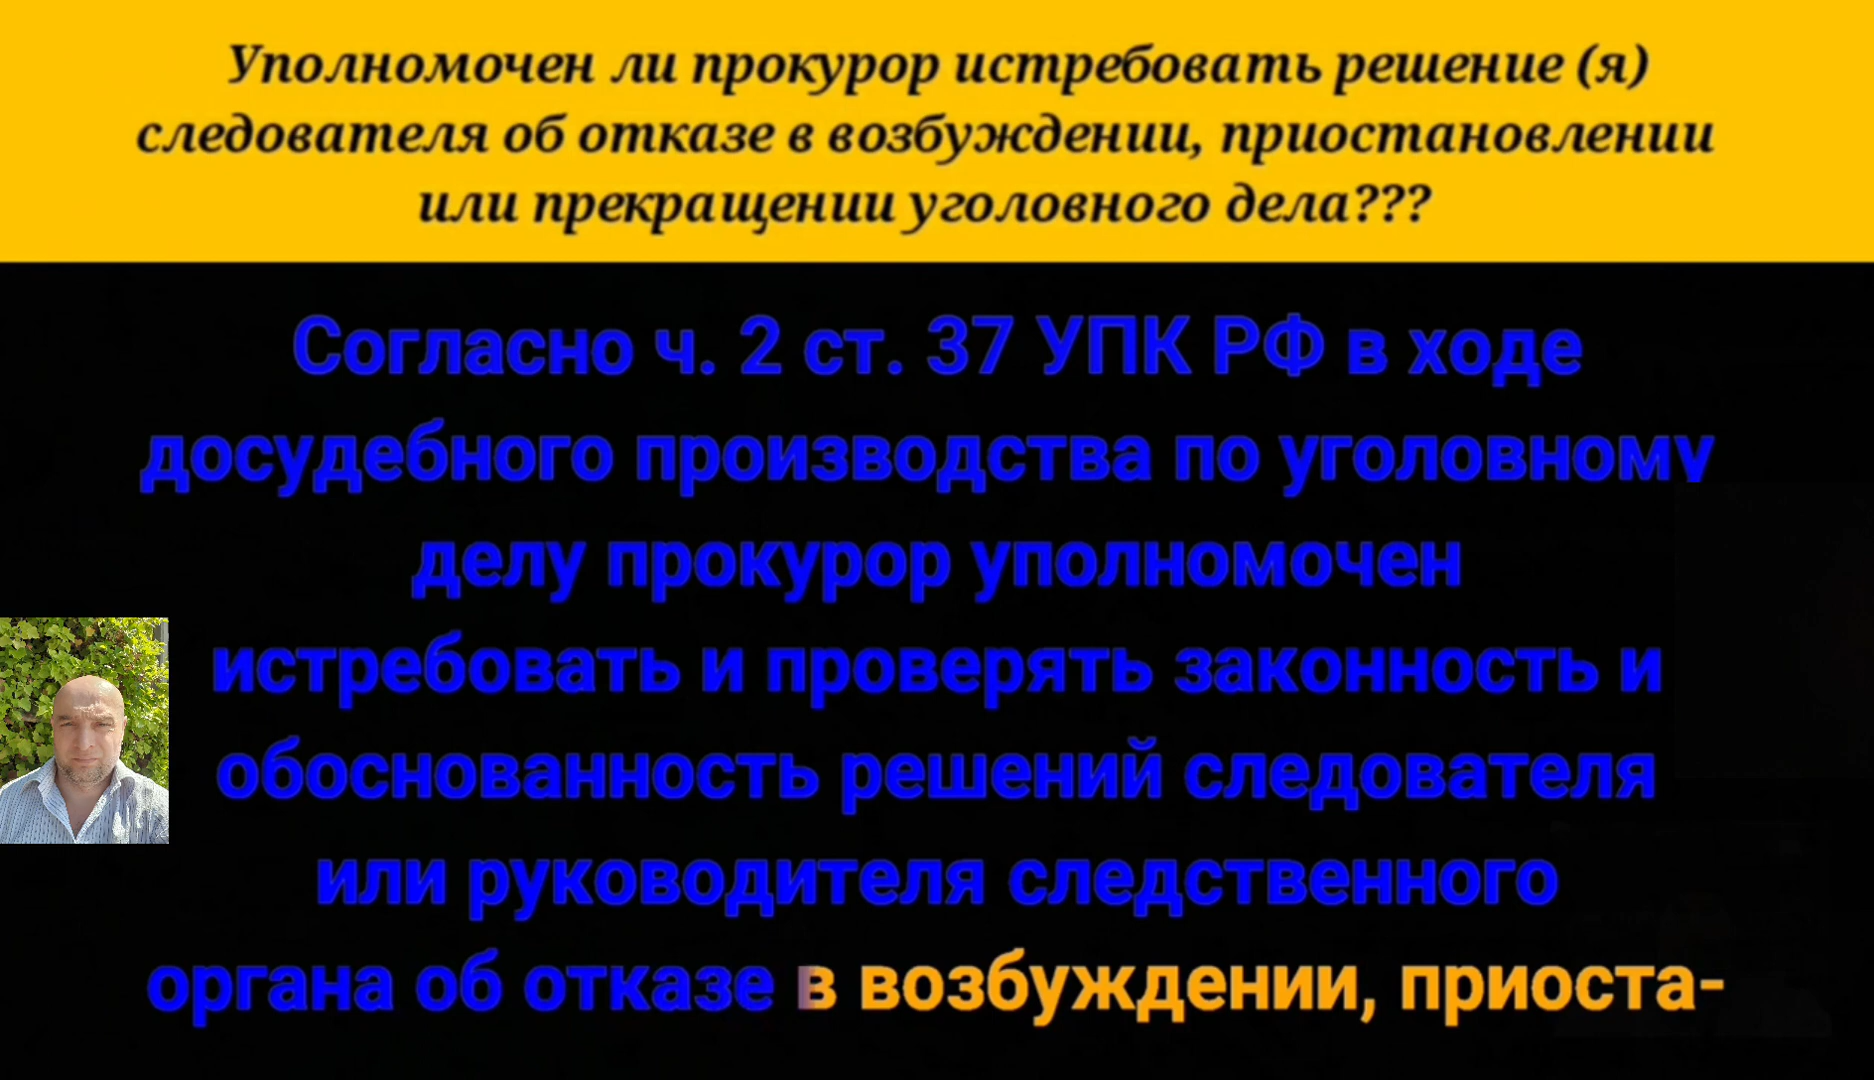 Уполномочен ли прокурор истребовать решение (я)
следователя об отказе в возбуждении, приостановлении
или прекращении уголовного дела???
Согласно ч. 2 ст. 37 УПК РФ в ходе
досудебного производства по уголовному
делу прокурор уполномочен
истребовать и проверять законность и
обоснованность решений следователя
или руководителя следственного
органа об отказе в возбуждении, приоста-